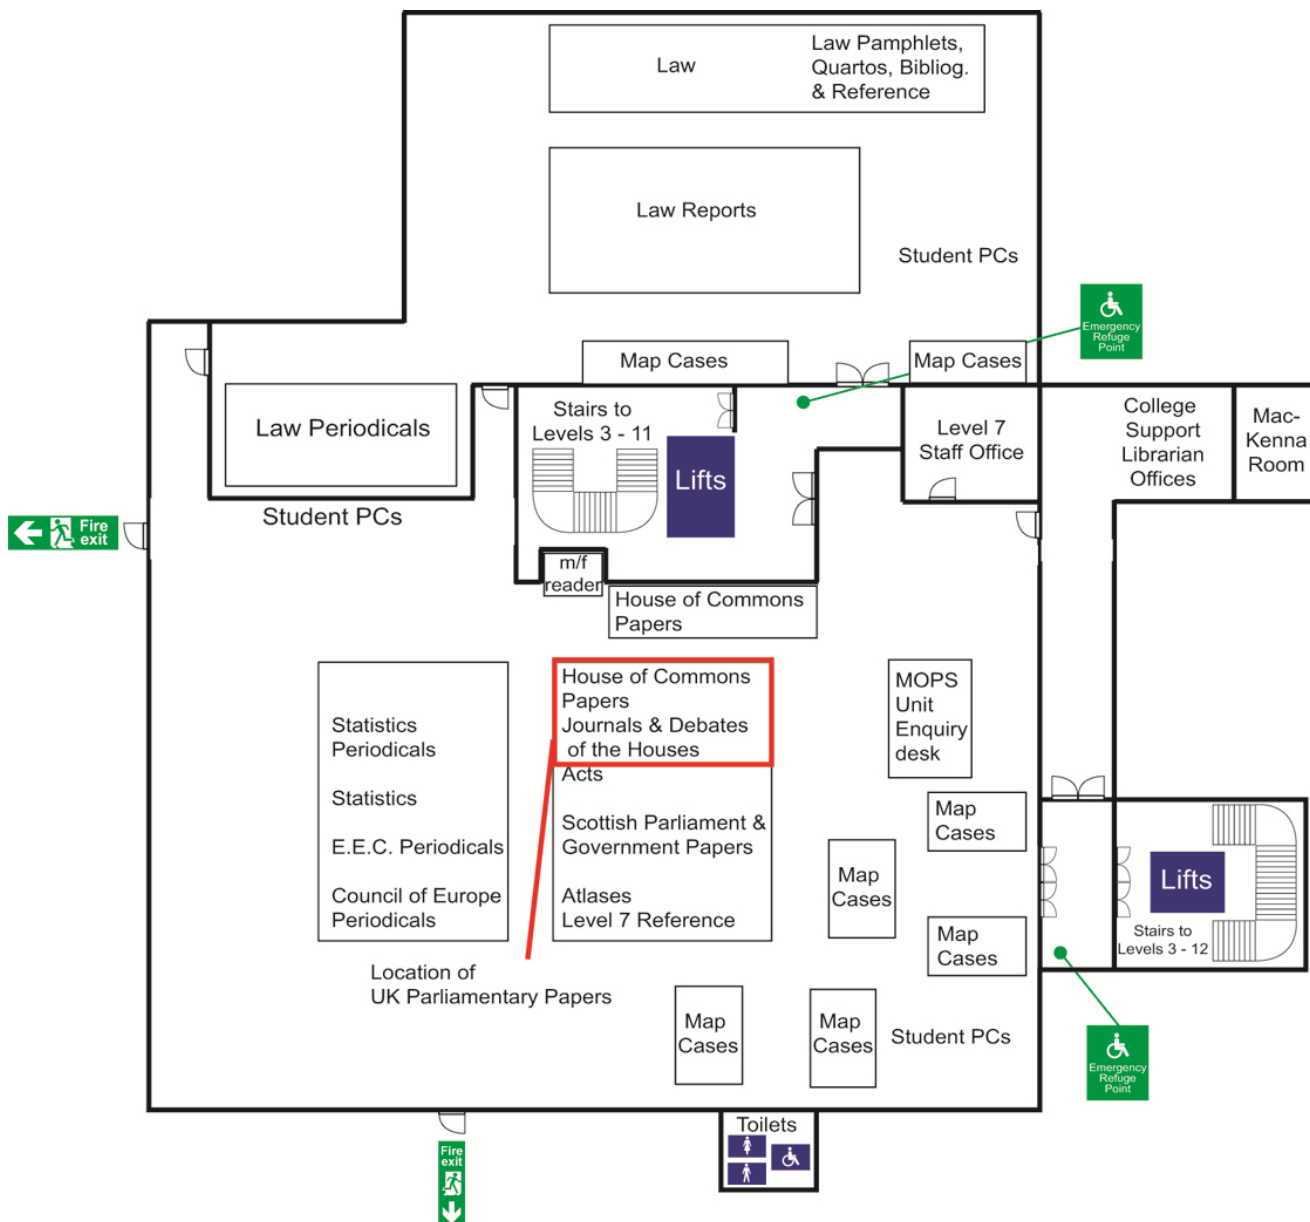 Law
Law Pamphlets,
Quartos, Bibliog.
& Reference
Law Reports
Student PCs
Emergency
Refuge
Point
Map Cases
Map Cases
Law Periodicals
Stairs to
Levels 3 - 11
Lifts
Level 7
Staff Office
College
Support
Librarian
Offices
Mac-
Kenna
Room
Student PCs
Fire
exit
m/f
reader
House of Commons
Papers
House of Commons
Papers
Journals & Debates
of the Houses
Acts
Scottish Parliament &
Government Papers
Atlases
Level 7 Reference
Statistics
Periodicals
Statistics
E.E.C. Periodicals
Council of Europe
Periodicals
MOPS
Unit
Enquiry
desk
Map
Cases
Map
Cases
Map
Cases
Lifts
Stairs to
Levels 3 - 12
Location of
UK Parliamentary Papers
Map
Cases
Map
Cases
Student PCs
Emergency
Refuge
Point
Toilets
Fire
exit